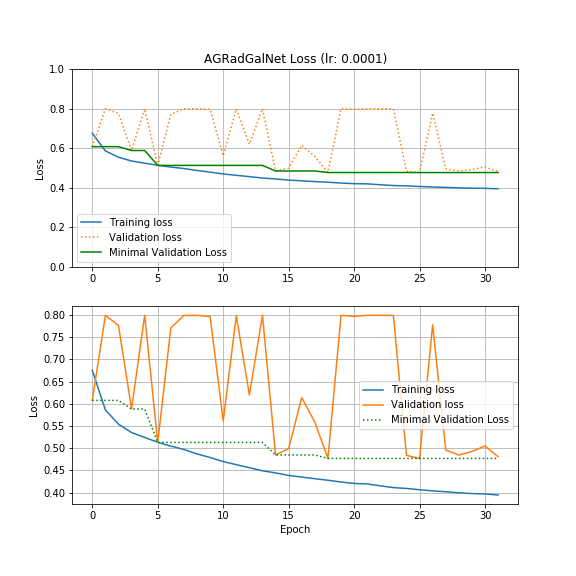 AGRadGalNet Loss (lr: 0.0001)
1.0
0.8
0.6
0.4
0.2
0.0
Loss
Training loss
Validation loss
Minimal Validation Loss
0 5 10 15 20 25 30
0.80
0.75
0.70
0.65
0.60
0.55
0.50
0.45
0.40
Loss
Training loss
Validation loss
Minimal Validation Loss
0 5 10 15 20 25 30
Epoch